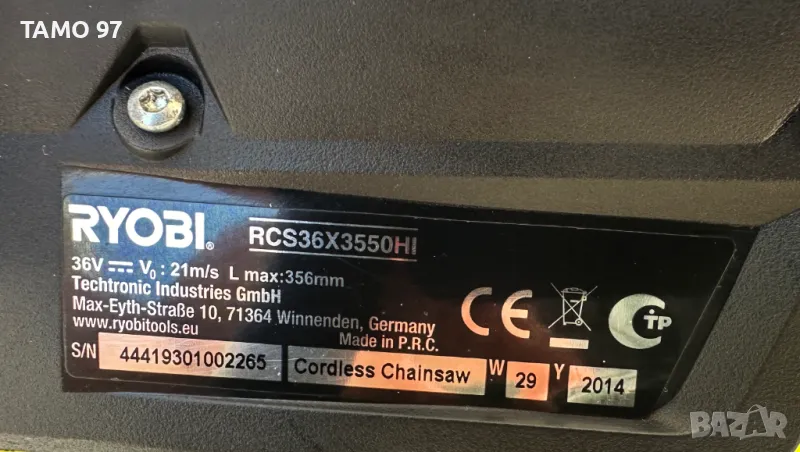 TAMO 97
RYOBI®
RCS36X3550HI
36V ⎓ V₀ : 21m/s L max:356mm
Techtronic Industries GmbH
Max-Eyth-Straße 10, 71364 Winnenden, Germany
www.ryobitools.eu
Made in P.R.C.
CE
CTP
S/N 44419301002265 Cordless Chainsaw W 29 Y 2014
BAZAR